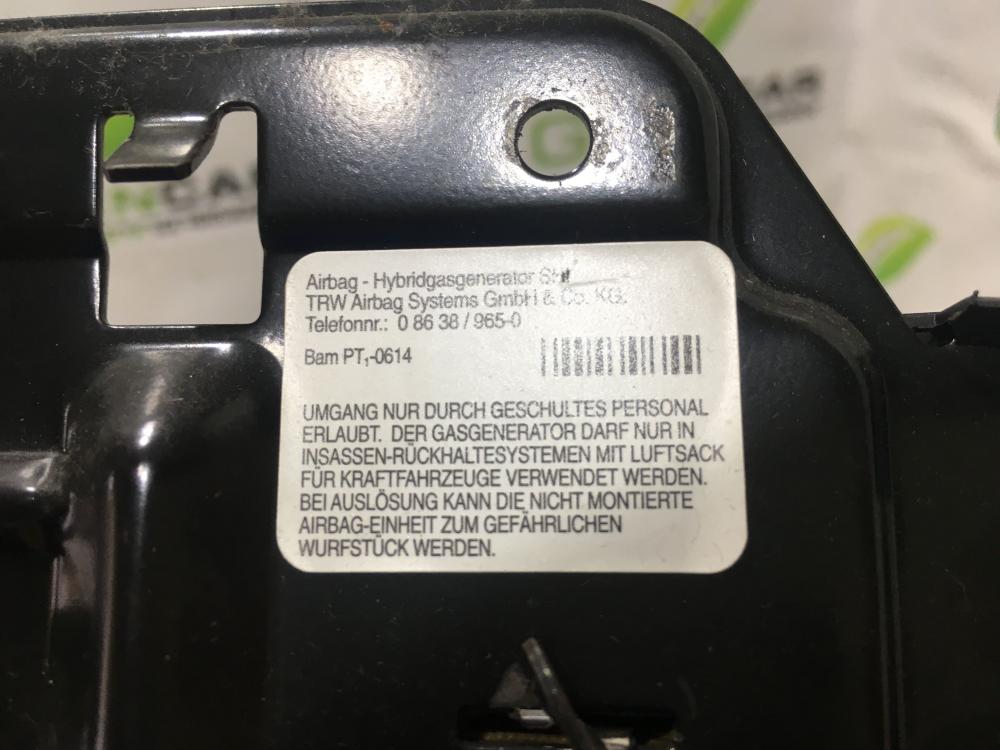 Airbag - Hybridgasgenerator
TRW Airbag Systems GmbH & Co. KG.
Telefonnr.: 0 86 38 / 965-0
Bam PT₁-0614
UMGANG NUR DURCH GESCHULTES PERSONAL
ERLAUBT. DER GASGENERATOR DARF NUR IN
INSASSEN-RÜCKHALTESYSTEMEN MIT LUFTSACK
FÜR KRAFTFAHRZEUGE VERWENDET WERDEN.
BEI AUSLÖSUNG KANN DIE NICHT MONTIERTE
AIRBAG-EINHEIT ZUM GEFÄHRLICHEN
WURFSTÜCK WERDEN.